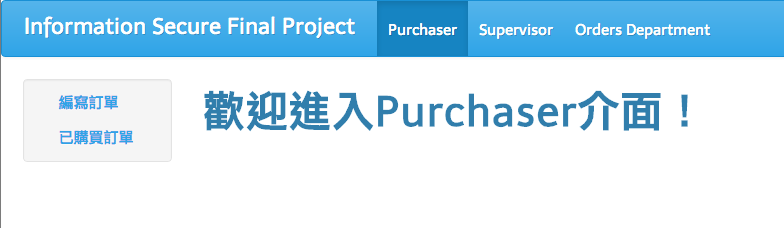 Information Secure Final Project Purchaser Supervisor Orders Department
編寫訂單
已購買訂單
歡迎進入Purchaser介面！